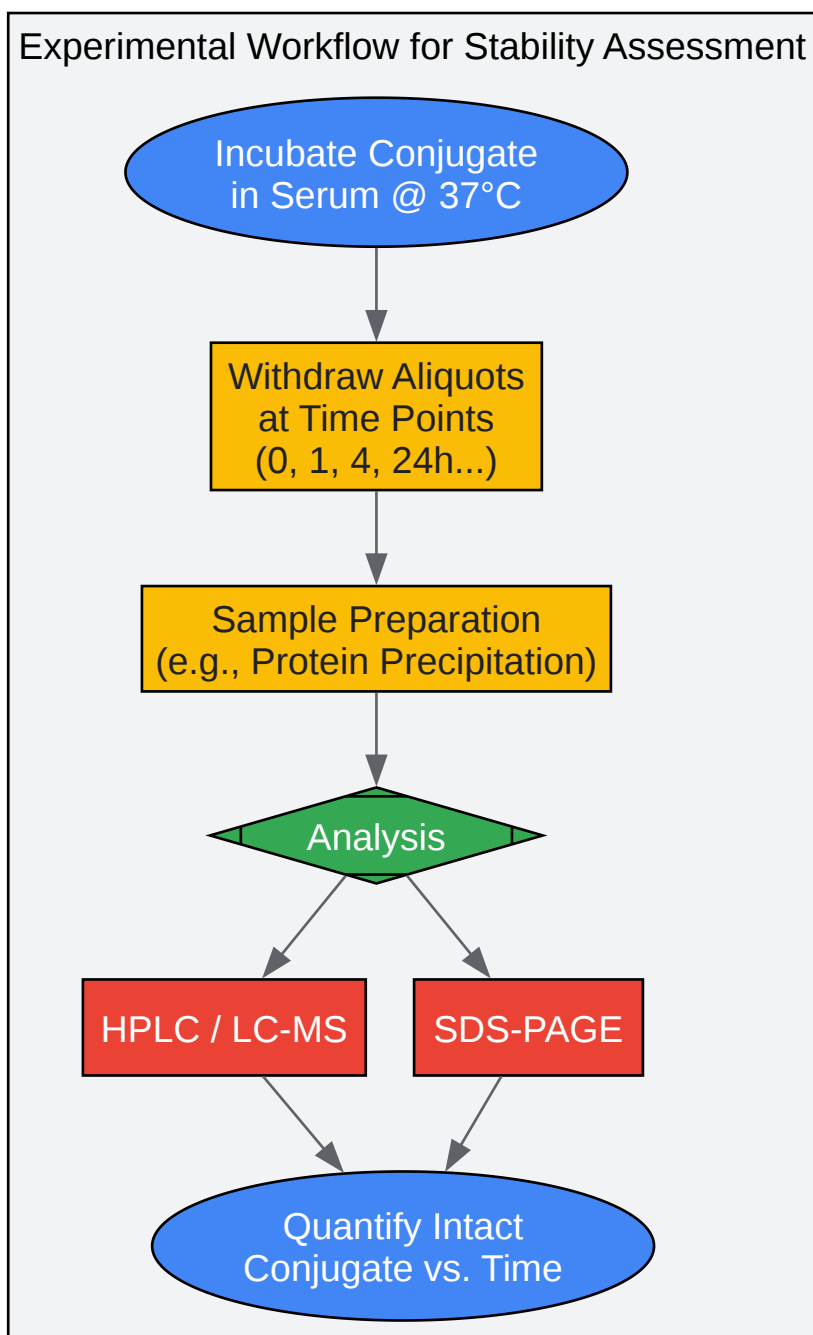 Experimental Workflow for Stability Assessment
Incubate Conjugate
in Serum @ 37°C
Withdraw Aliquots
at Time Points
(0, 1, 4, 24h...)
Sample Preparation
(e.g., Protein Precipitation)
Analysis
HPLC / LC-MS
SDS-PAGE
Quantify Intact
Conjugate vs. Time